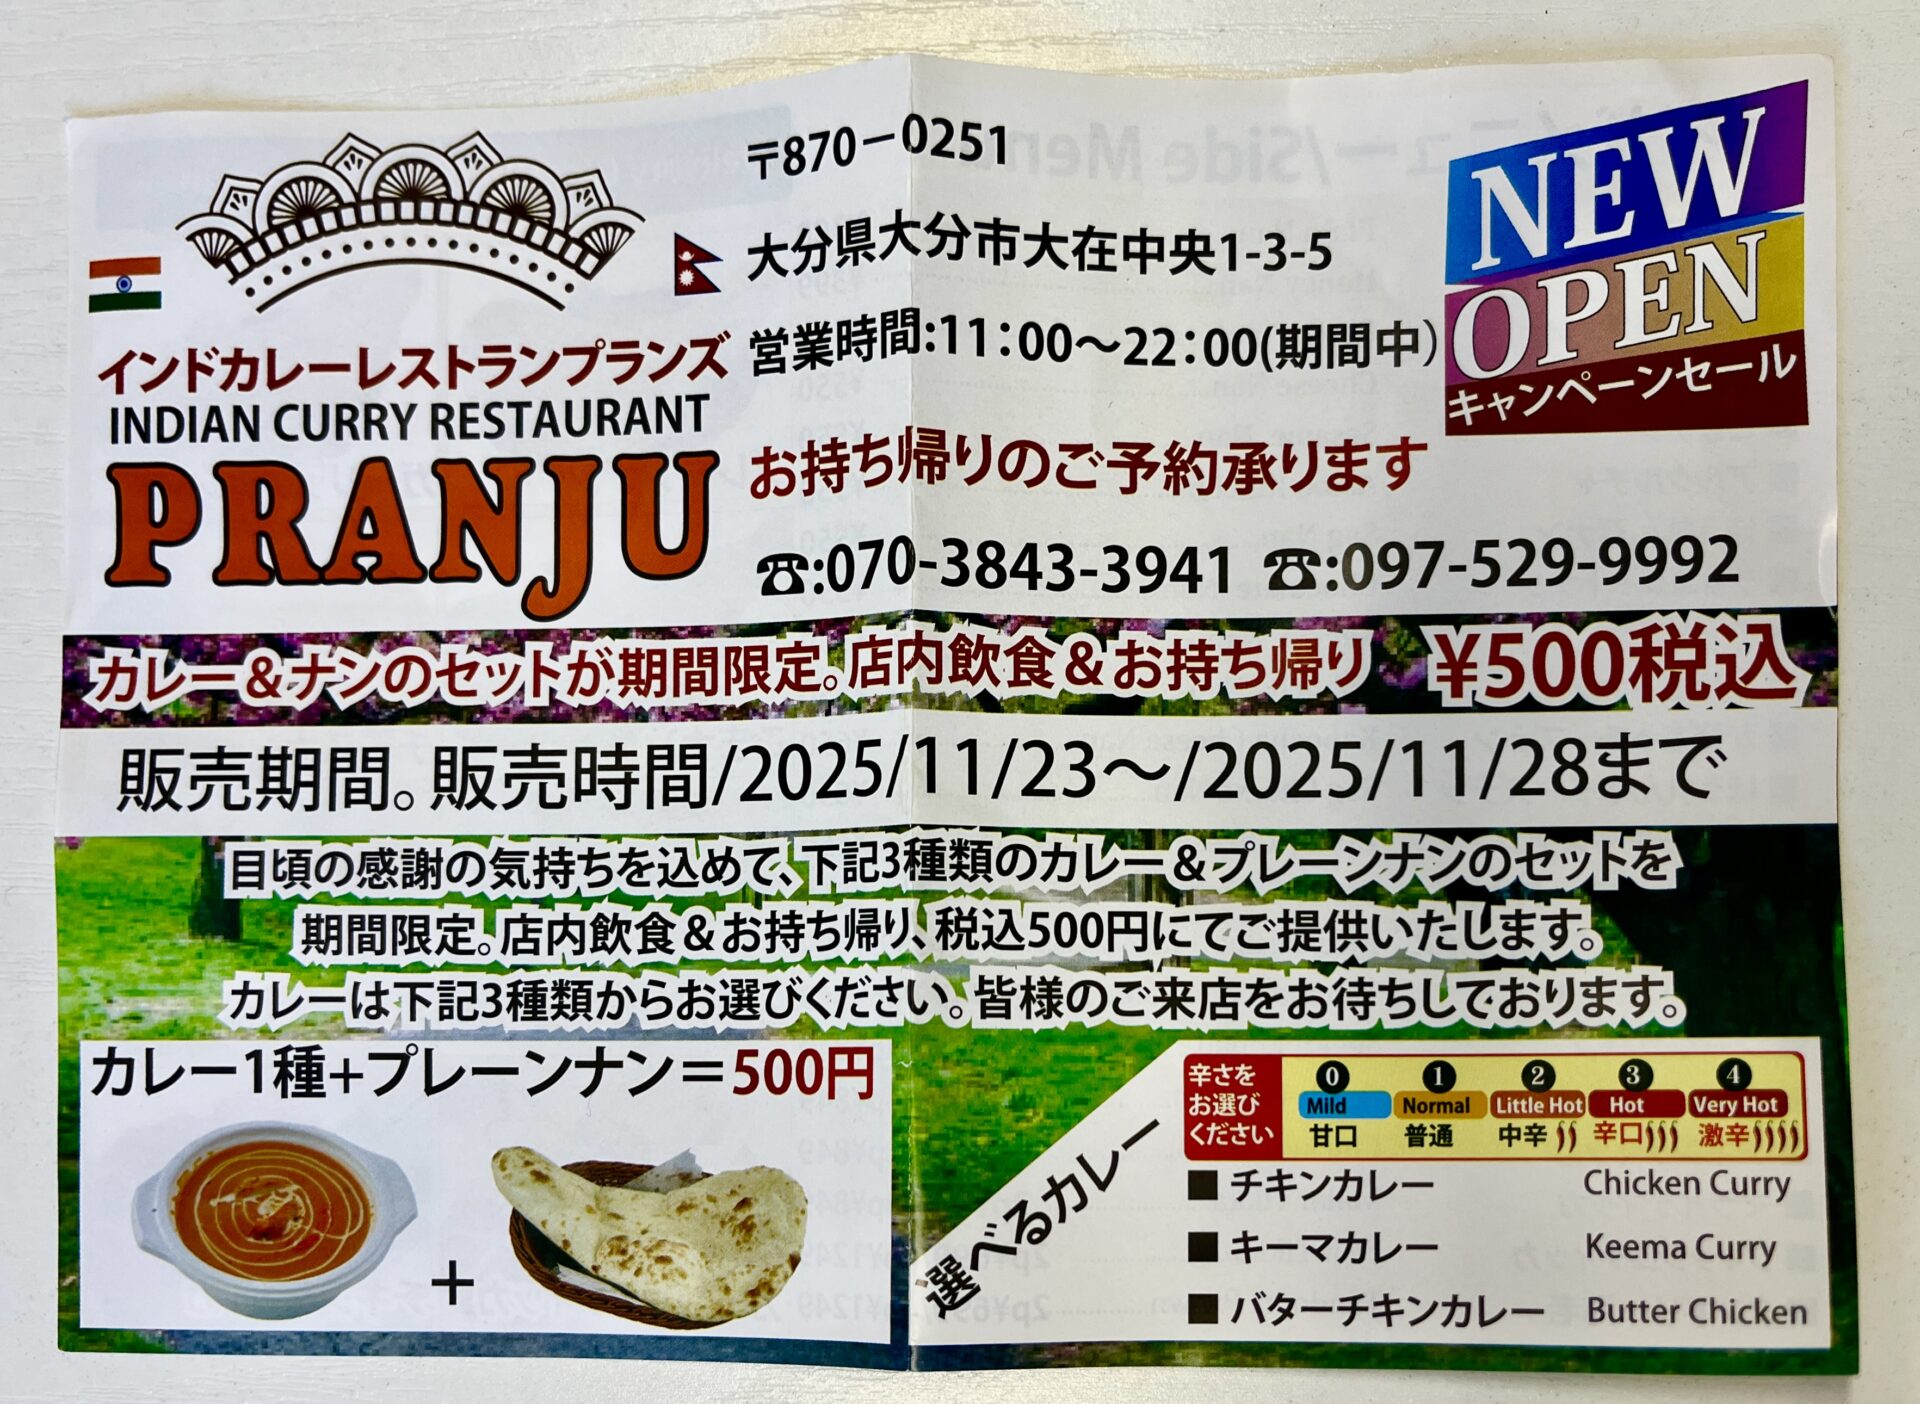 インドカレーレストランプランズ
INDIAN CURRY RESTAURANT
PRANJU
〒870－0251
大分県大分市大在中央1-3-5
営業時間:11：00～22：00(期間中）
お持ち帰りのご予約承ります
☎:070-3843-3941 ☎:097-529-9992
NEW
OPEN
キャンペーンセール
カレー＆ナンのセットが期間限定。店内飲食＆お持ち帰り ¥500税込
販売期間。販売時間/2025/11/23～/2025/11/28まで
目頃の感謝の気持ちを込めて、下記3種類のカレー＆プレーンナンのセットを
期間限定。店内飲食＆お持ち帰り、税込500円にてご提供いたします。
カレーは下記3種類からお選びください。皆様のご来店をお待ちしております。
カレー1種+プレーンナン＝500円
+
選べるカレー
辛さを
お選び
ください
0 1 2 3 4
Mild Normal Little Hot Hot Very Hot
甘口 普通 中辛 辛口 激辛
■ チキンカレー Chicken Curry
■ キーマカレー Keema Curry
■ バターチキンカレー Butter Chicken